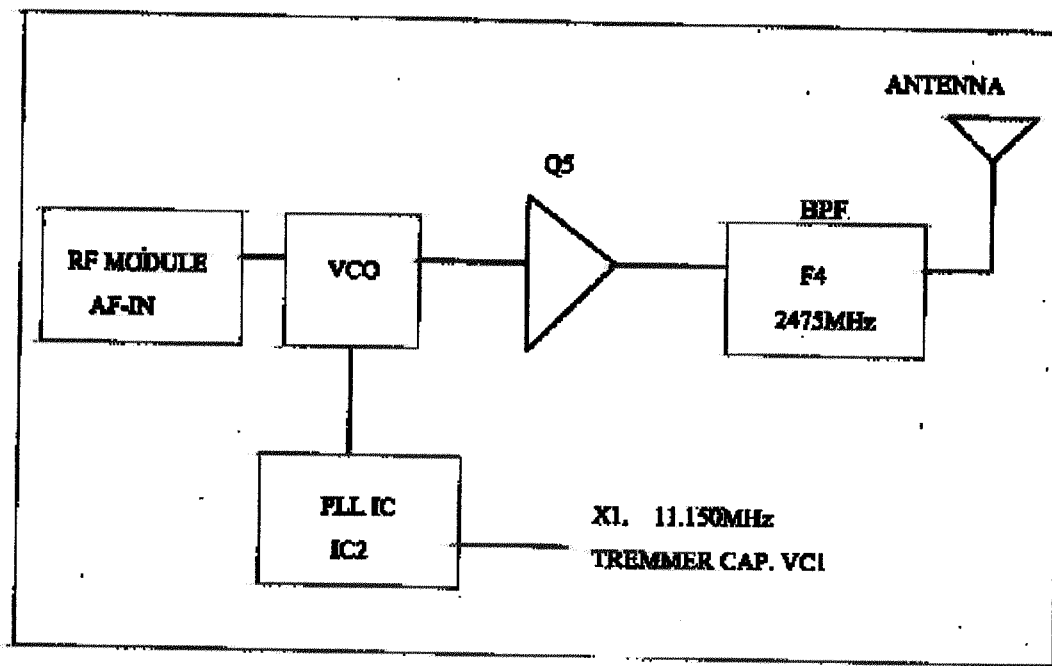 ANTENNA
Q5
BPF
RF MODULE
AF-IN
VCO
F4
2475MHz
PLL IC
IC2
X1. 11.150MHz
TREMMER CAP. VC1